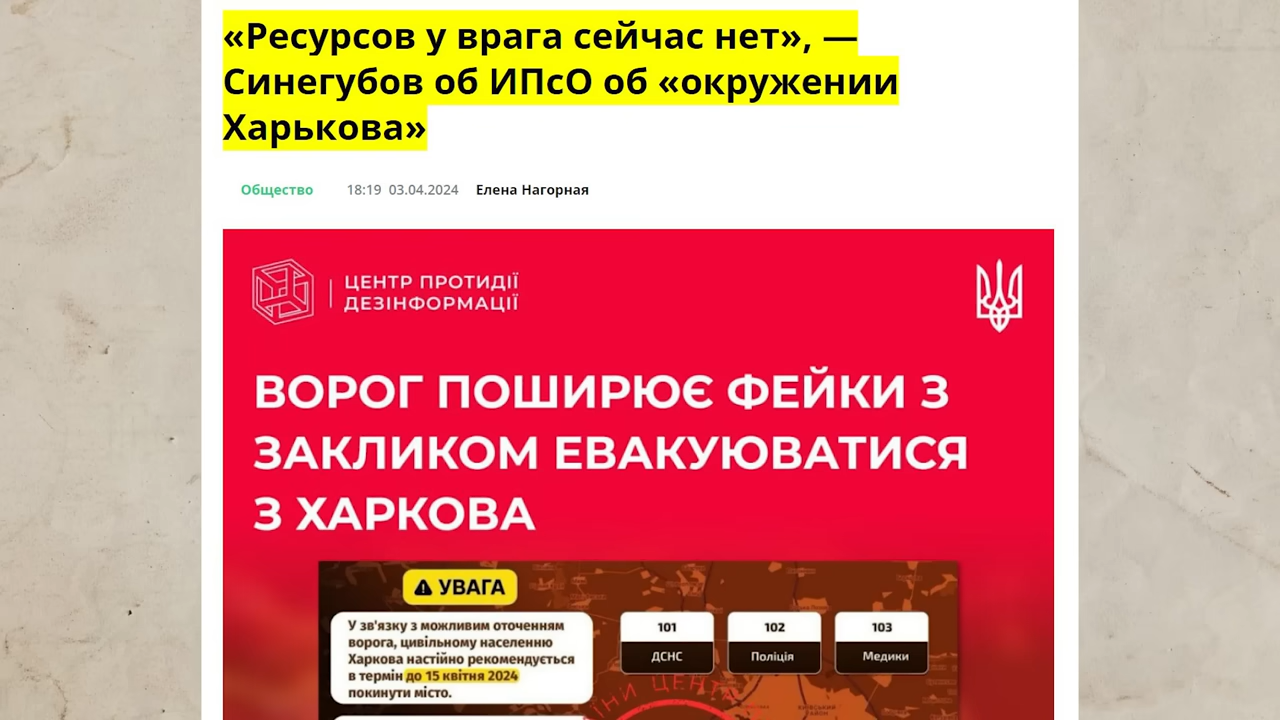 «Ресурсов у врага сейчас нет», —
Синегубов об ИПсО об «окружении
Харькова»
Общество 18:19 03.04.2024 Елена Нагорная
ЦЕНТР ПРОТИДІЇ
ДЕЗІНФОРМАЦІЇ
ВОРОГ ПОШИРЮЄ ФЕЙКИ З
ЗАКЛИКОМ ЕВАКУЮВАТИСЯ
З ХАРКОВА
УВАГА
У зв'язку з можливим оточенням
ворога, цивільному населенню
Харкова настійно рекомендується
в термін до 15 квітня 2024
покинути місто.
101 102 103
ДСНС Поліція Медики